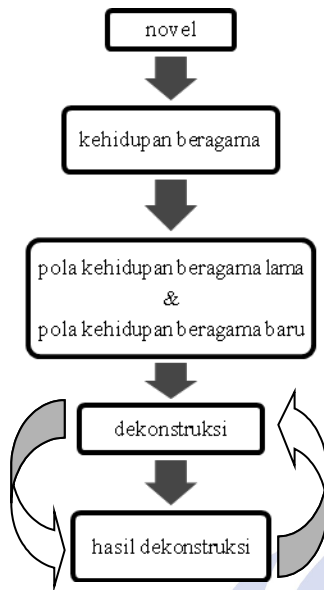 novel
kehidupan beragama
pola kehidupan beragama lama
&
pola kehidupan beragama baru
dekonstruksi
hasil dekonstruksi